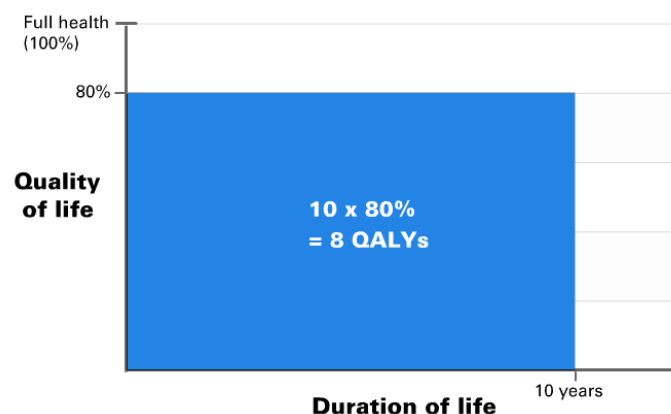 Full health
(100%)
80%
Quality
of life
10 x 80%
= 8 QALYs
10 years
Duration of life